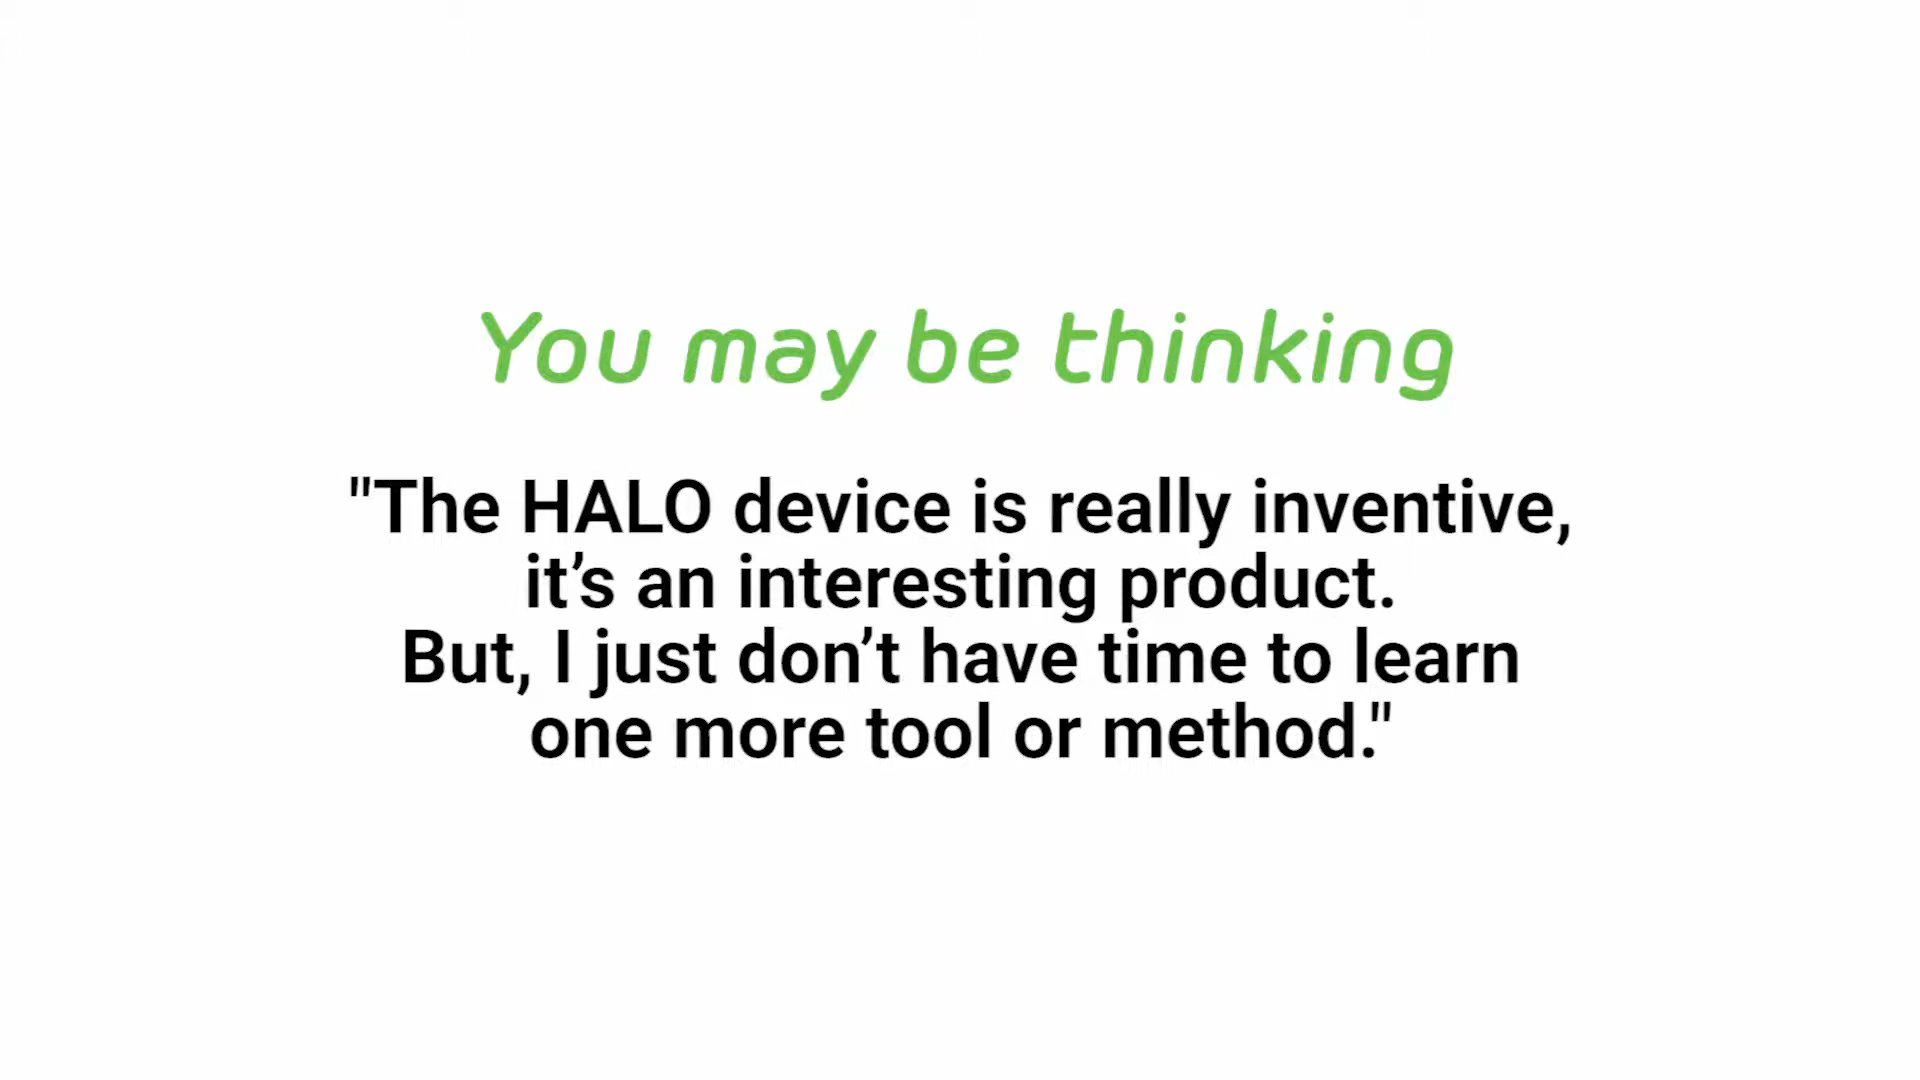 You may be thinking
"The HALO device is really inventive,
it’s an interesting product.
But, I just don’t have time to learn
one more tool or method."